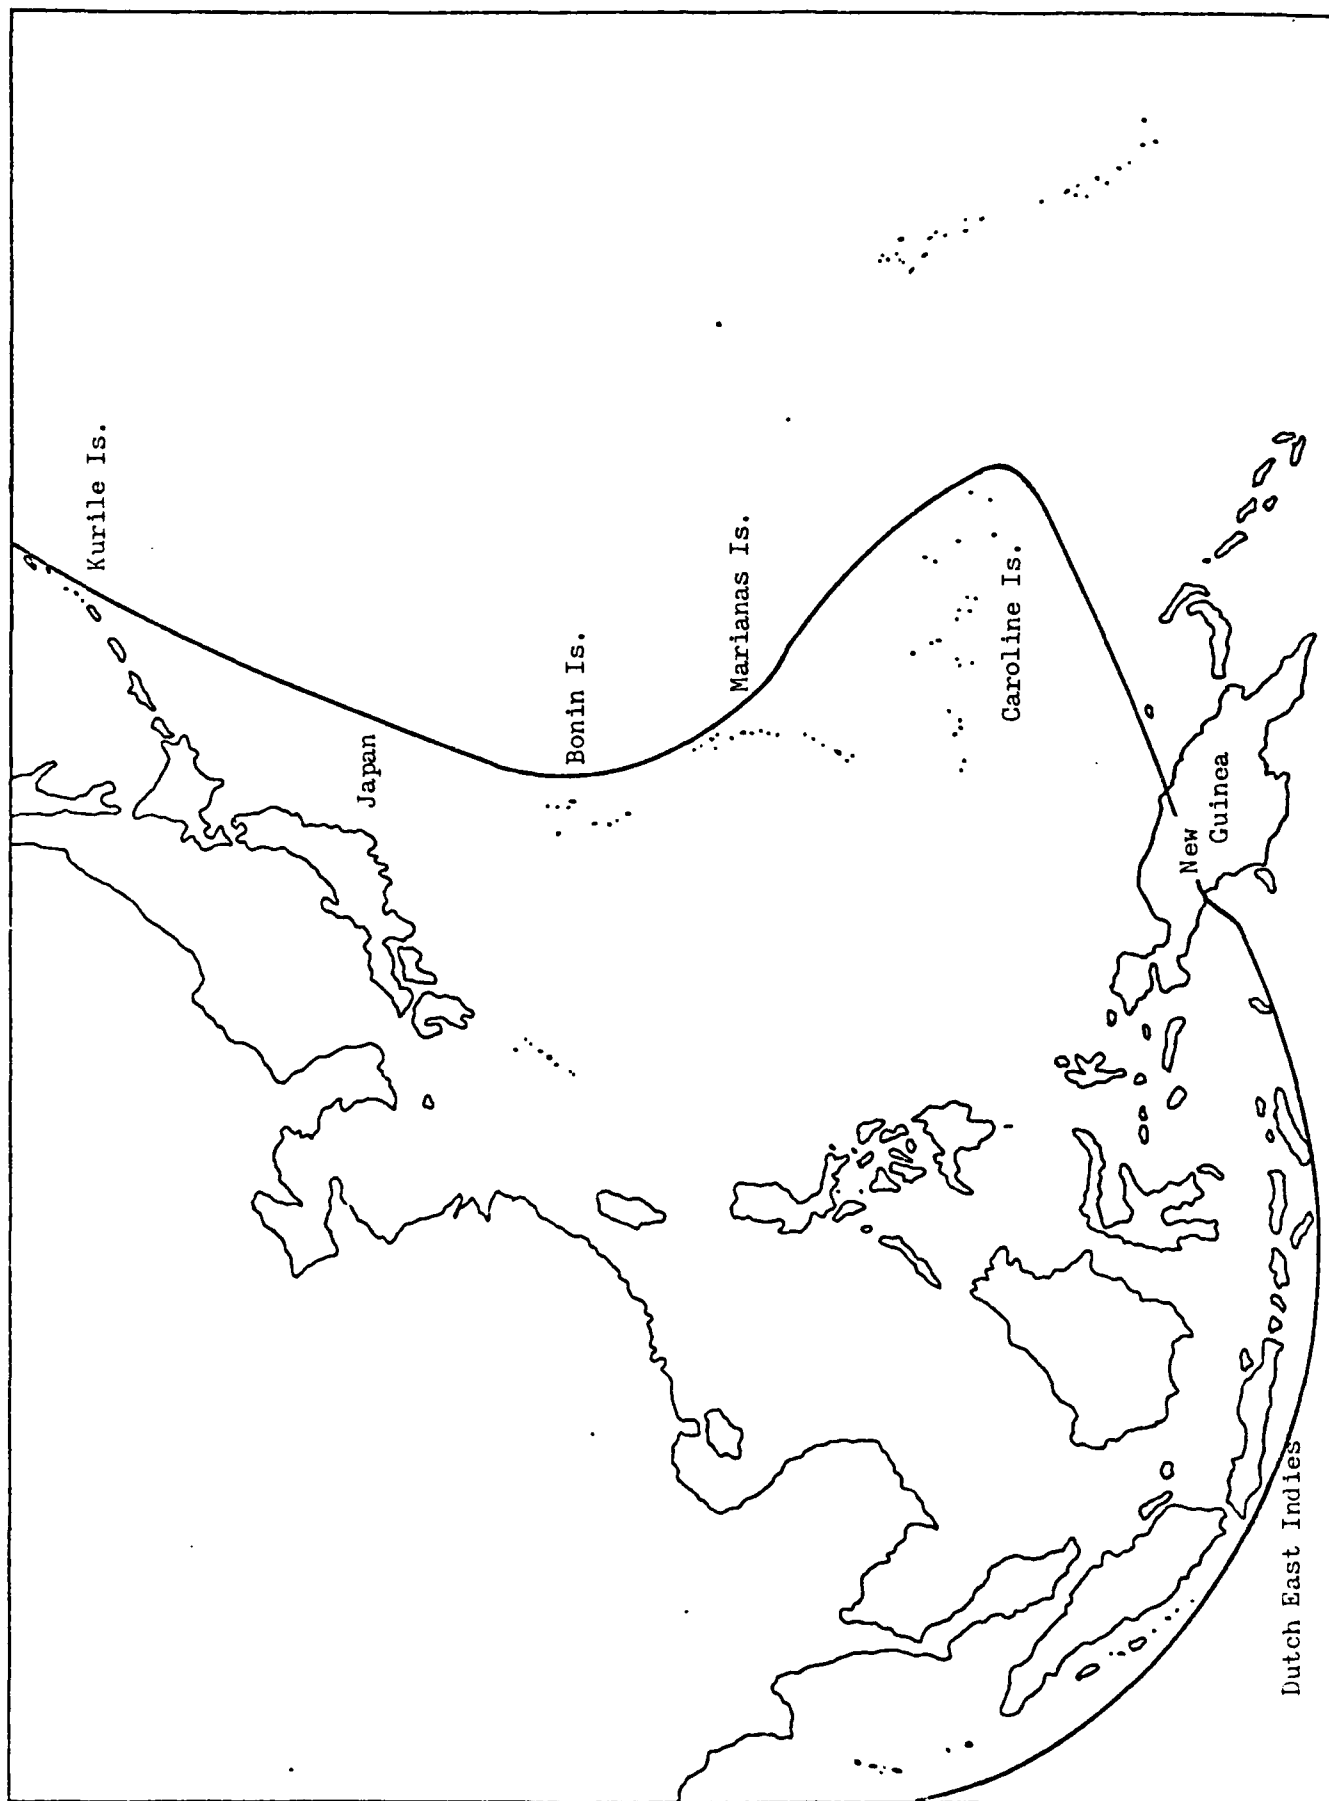 Kurile Is.
Japan
Bonin Is.
Marianas Is.
Caroline Is.
New
Guinea
Dutch East Indies